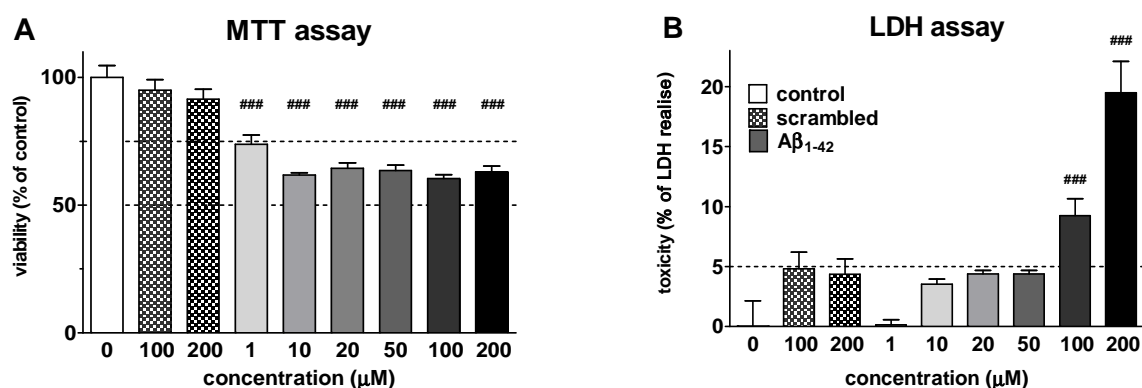 A
MTT assay
viability (% of control)
100
50
0
### ### ### ### ### ###
0 100 200 1 10 20 50 100 200
concentration (μM)
B
LDH assay
toxicity (% of LDH realise)
20
15
10
5
0
control
scrambled
Aβ1-42
###
###
0 100 200 1 10 20 50 100 200
concentration (μM)